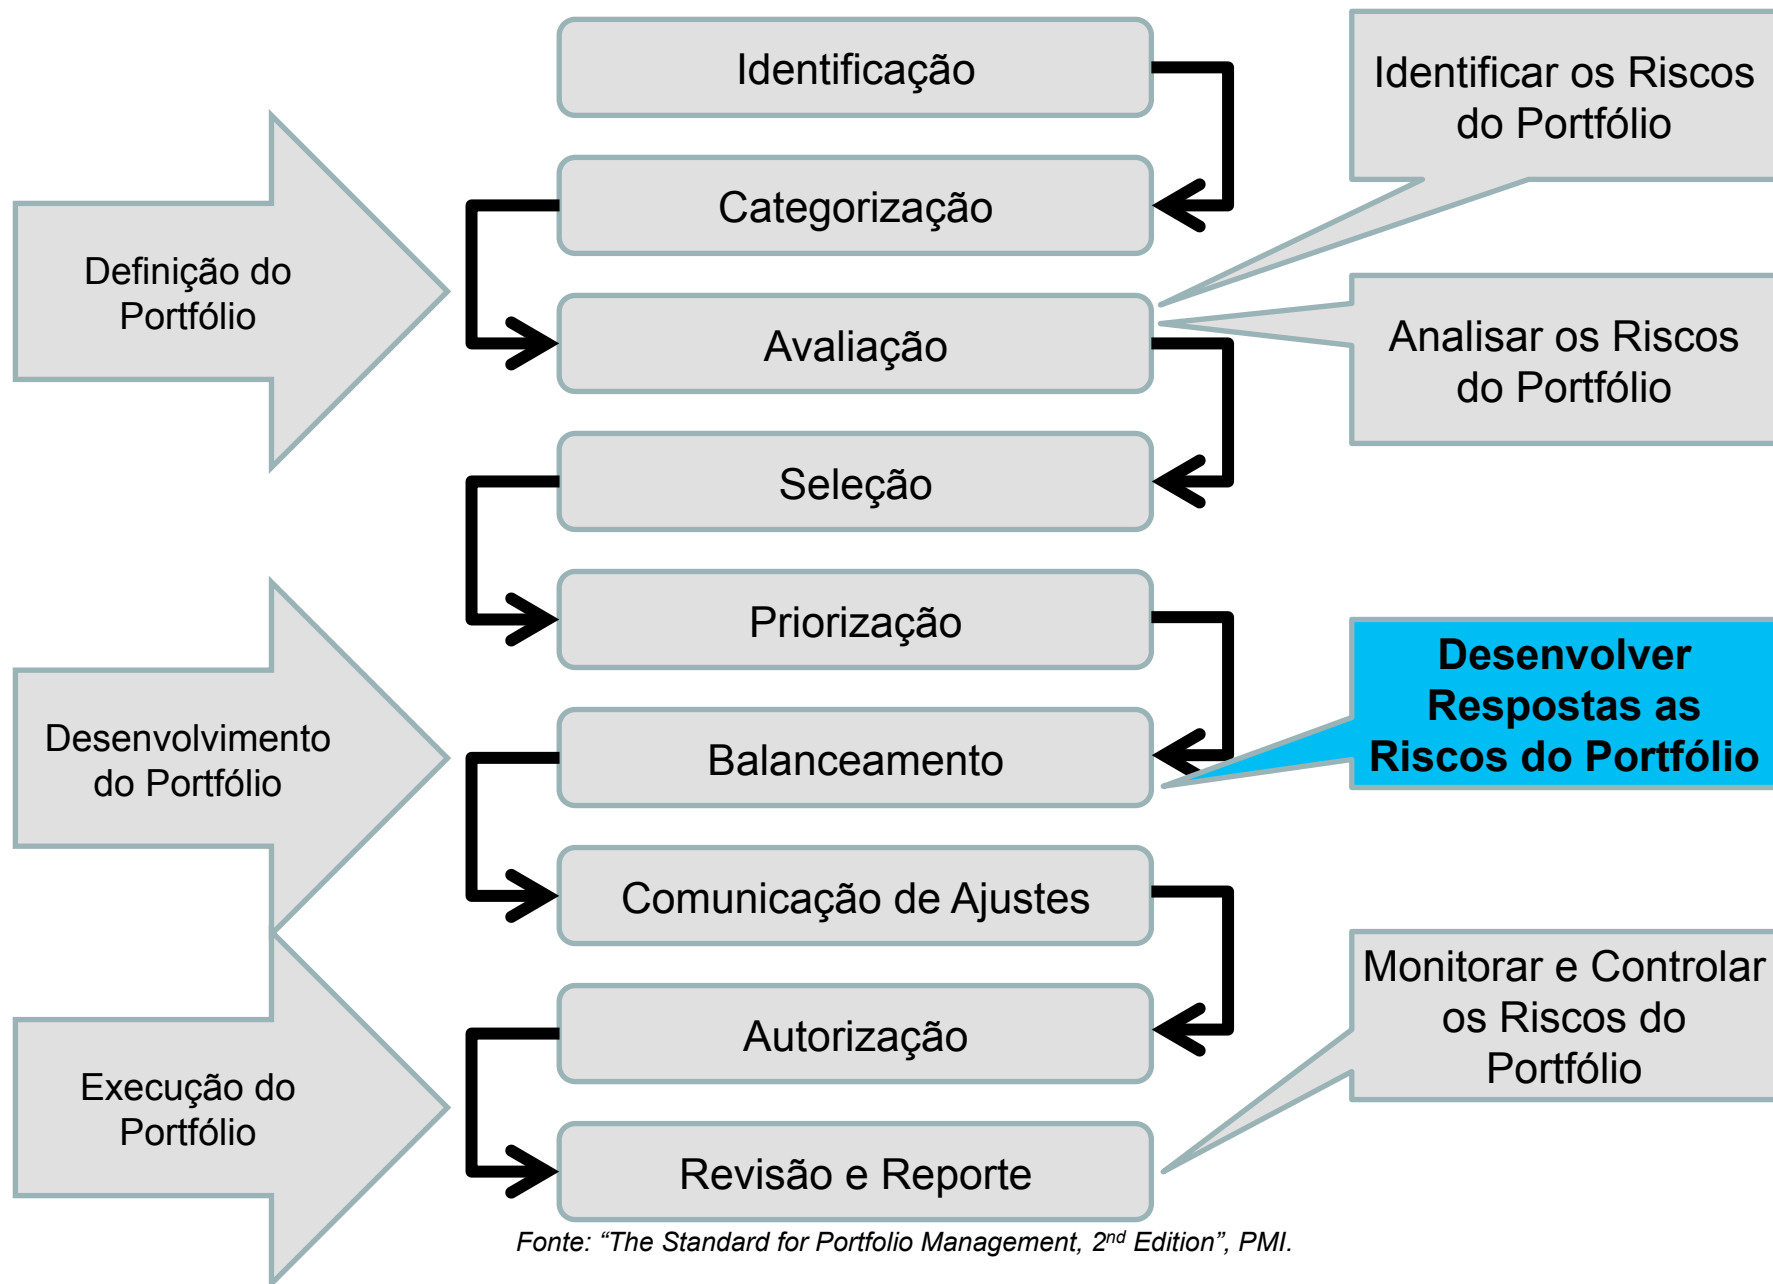 Identificação
Categorização
Avaliação
Seleção
Priorização
Balanceamento
Comunicação de Ajustes
Autorização
Revisão e Reporte
Definição do
Portfólio
Desenvolvimento
do Portfólio
Execução do
Portfólio
Identificar os Riscos
do Portfólio
Analisar os Riscos
do Portfólio
Desenvolver
Respostas as
Riscos do Portfólio
Monitorar e Controlar
os Riscos do
Portfólio
Fonte: “The Standard for Portfolio Management, 2nd Edition”, PMI.